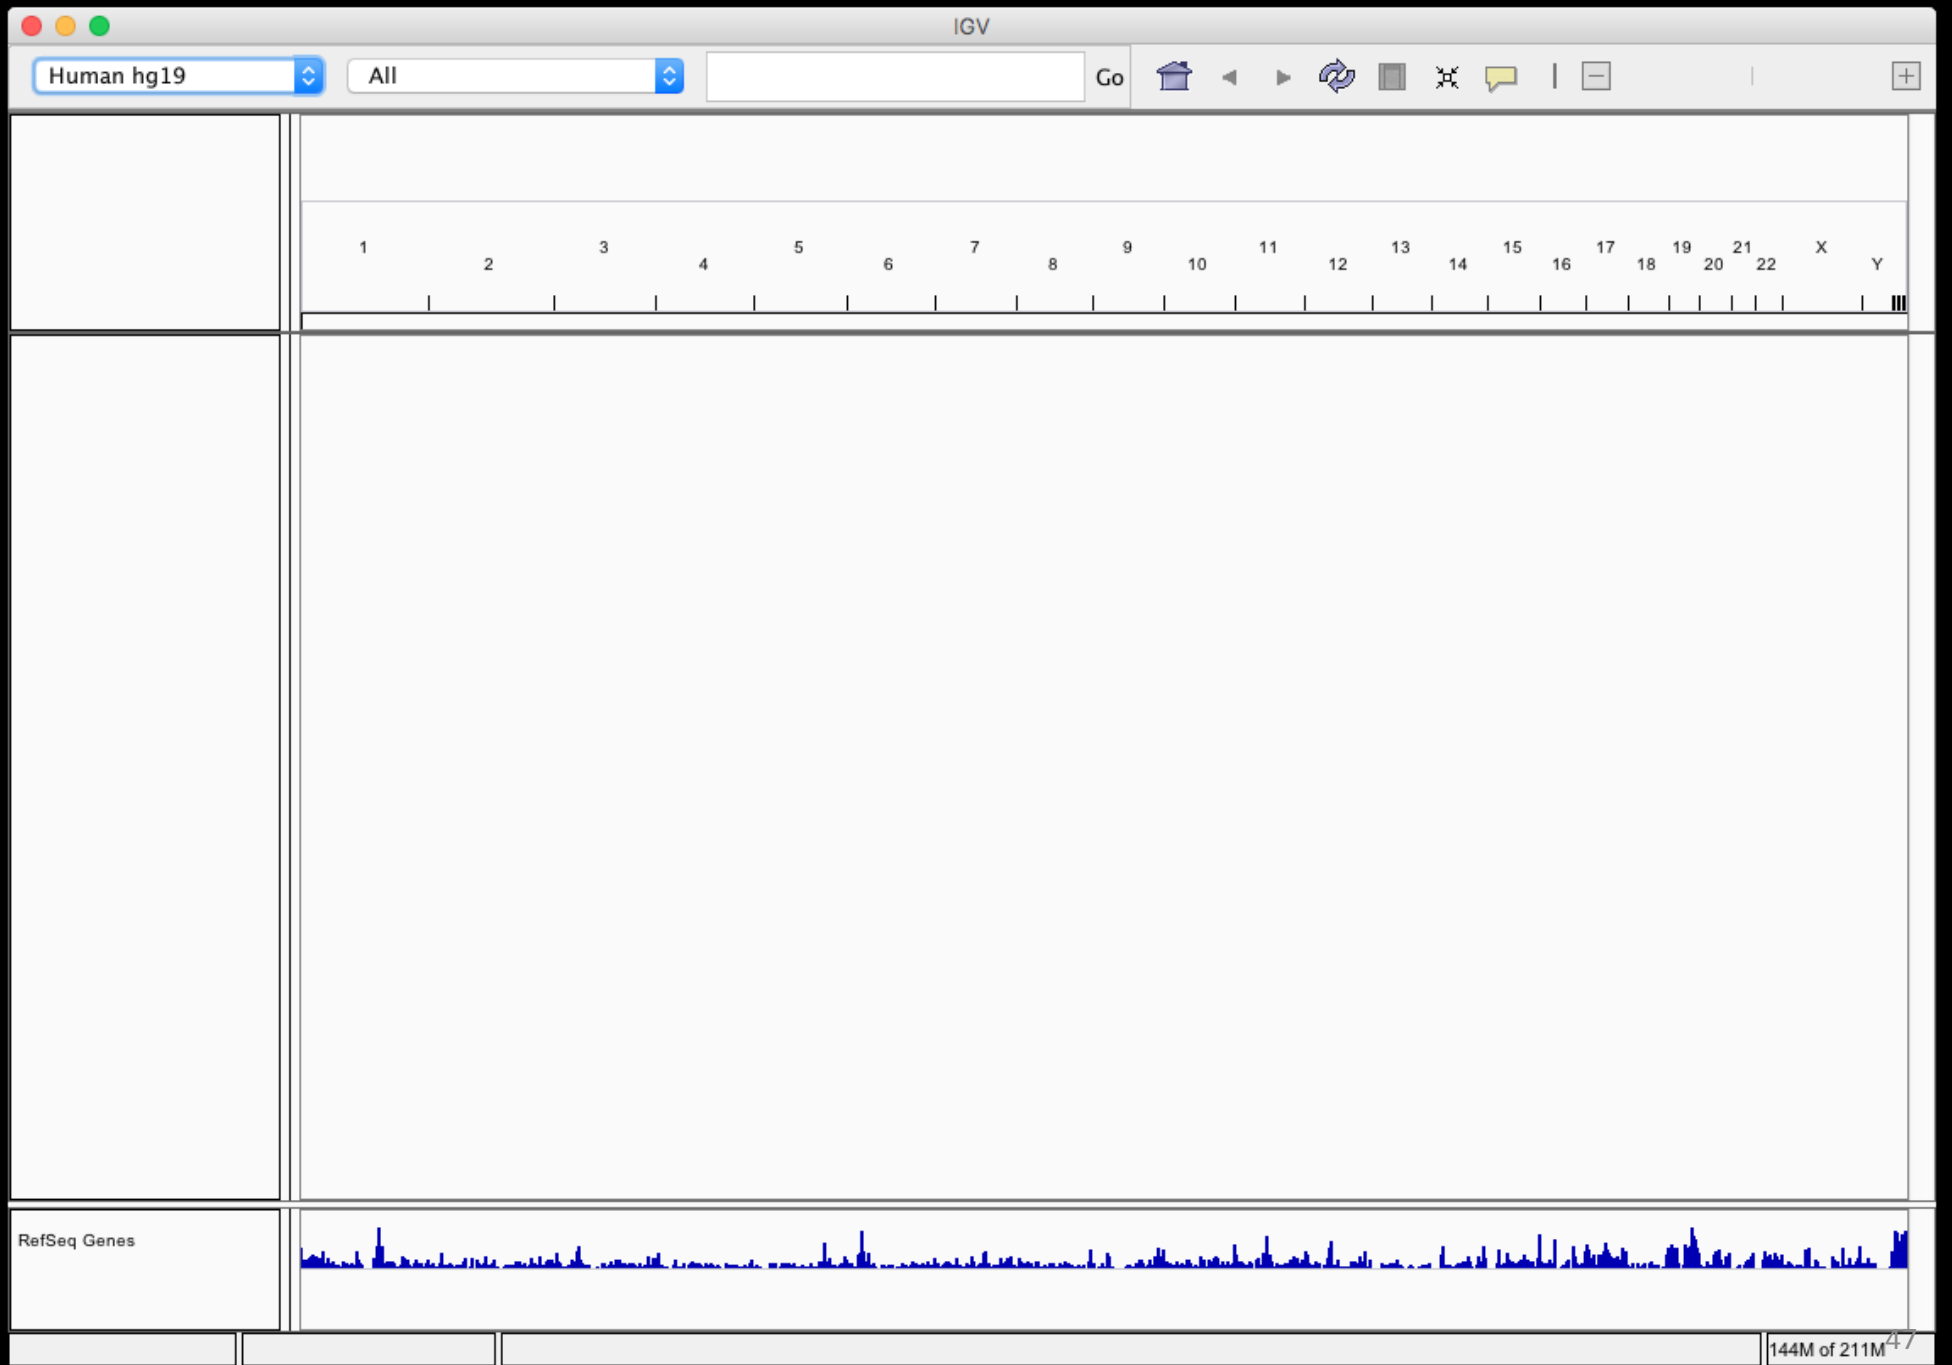 IGV
Human hg19 All Go
1 3 5 7 9 11 13 15 17 19 21 X
2 4 6 8 10 12 14 16 18 20 22 Y
RefSeq Genes
144M of 211M
47